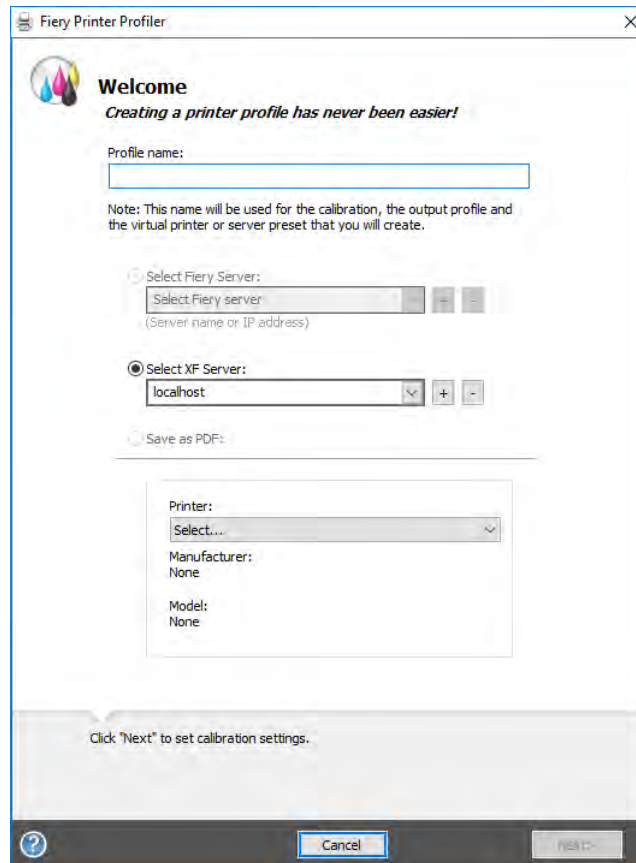 Fiery Printer Profiler
Welcome
Creating a printer profile has never been easier!
Profile name:
Note: This name will be used for the calibration, the output profile and
the virtual printer or server preset that you will create.
Select Fiery Server:
Select Fiery server
+ -
(Server name or IP address)
Select XF Server:
localhost
+ -
Save as PDF:
Printer:
Select...
Manufacturer:
None
Model:
None
Click "Next" to set calibration settings.
? Cancel Next>